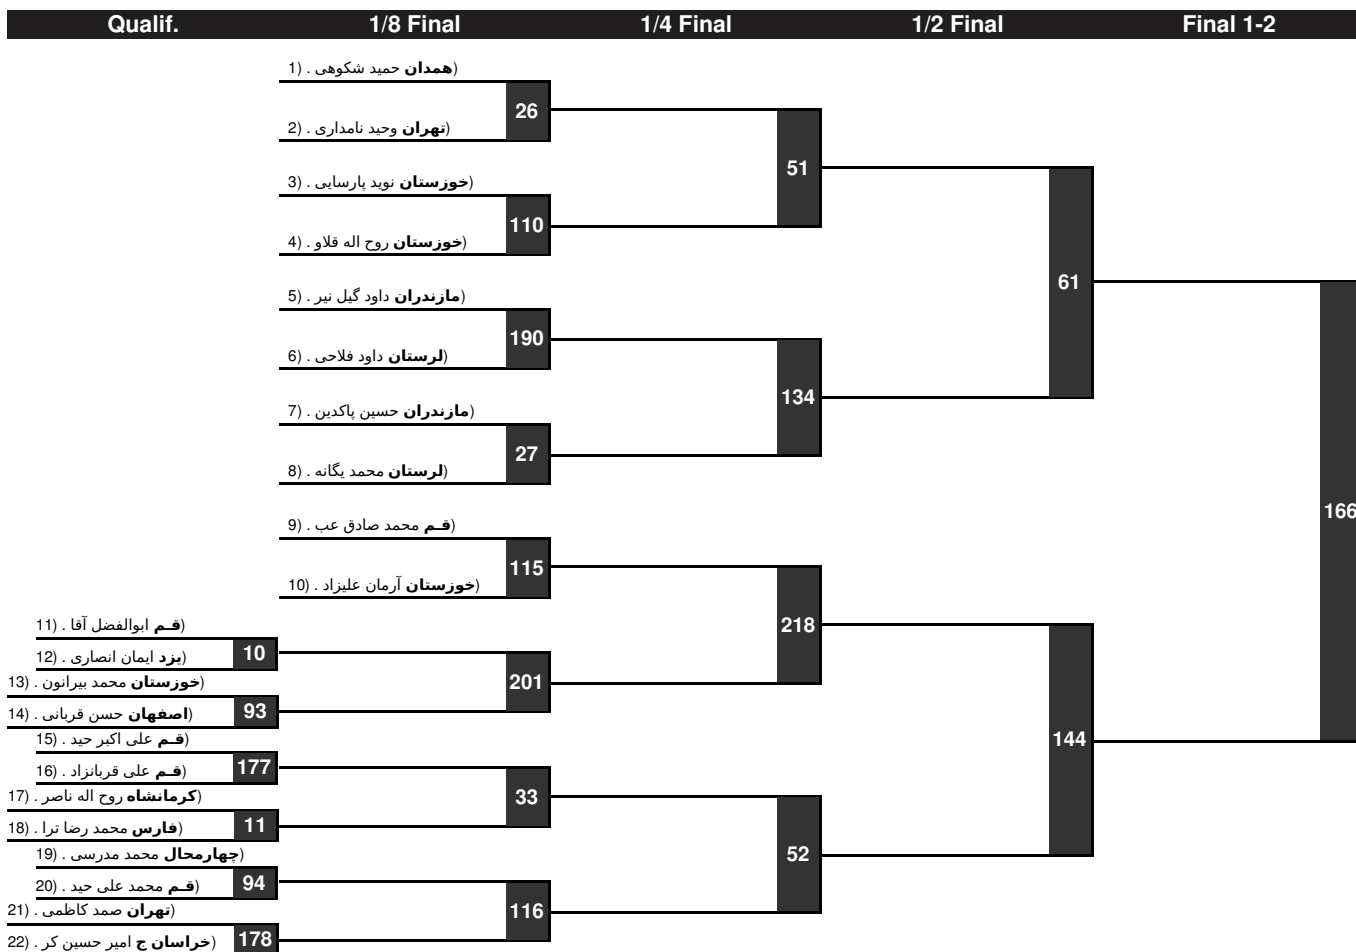 Qualif. 1/8 Final 1/4 Final 1/2 Final Final 1-2
1) . حمید شکوهی (همدان
26
2) . وحید نامداری (تهران
51
3) . نوید پارسایی (خوزستان
110
4) . روح اله قلاو (خوزستان
61
5) . داود گیل نیر (مازندران
190
6) . داود فلاحی (لرستان
134
7) . حسین پاکدین (مازندران
27
8) . محمد یگانه (لرستان
166
9) . محمد صادق عب (قـم
115
10) . آرمان علیزاد (خوزستان
218
11) . ابوالفضل آقا (قـم
10
12) . ایمان انصاری (یزد
13) . محمد بیرانون (خوزستان
201
93
14) . حسن قربانی (اصفهان
15) . علی اکبر حید (قـم
144
177
16) . علی قربانزاد (قـم
17) . روح اله ناصر (کرمانشاه
33
11
18) . محمد رضا ترا (فارس
19) . محمد مدرسی (چهارمحال
52
94
20) . محمد علی حید (قـم
21) . صمد کاظمی (تهران
116
178
22) . امیر حسین کر (خراسان ج